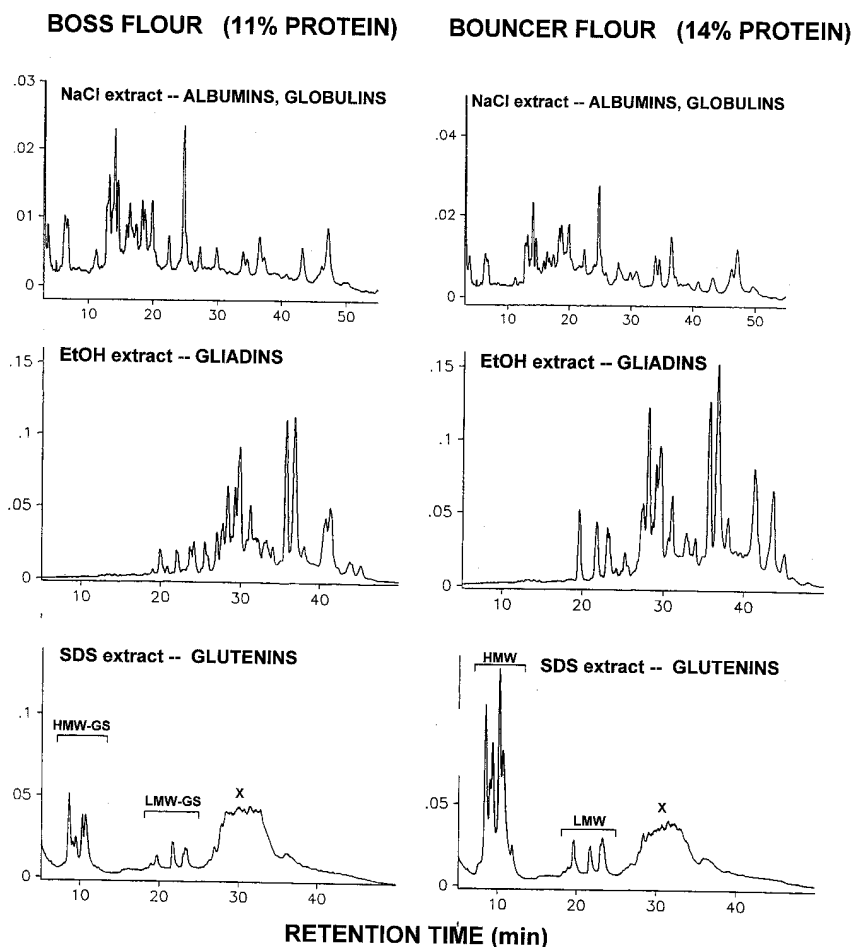 BOSS FLOUR (11% PROTEIN)
BOUNCER FLOUR (14% PROTEIN)
NaCl extract -- ALBUMINS, GLOBULINS
.03
.02
.01
0
10 20 30 40 50
NaCl extract -- ALBUMINS, GLOBULINS
.04
.02
0
10 20 30 40 50
EtOH extract -- GLIADINS
.15
.1
.05
0
10 20 30 40
EtOH extract -- GLIADINS
.15
.1
.05
0
10 20 30 40
SDS extract -- GLUTENINS
.1
HMW-GS
05
LMW-GS
X
0
10 20 30 40
HMW
SDS extract -- GLUTENINS
.05
LMW
X
0
10 20 30 40
RETENTION TIME (min)